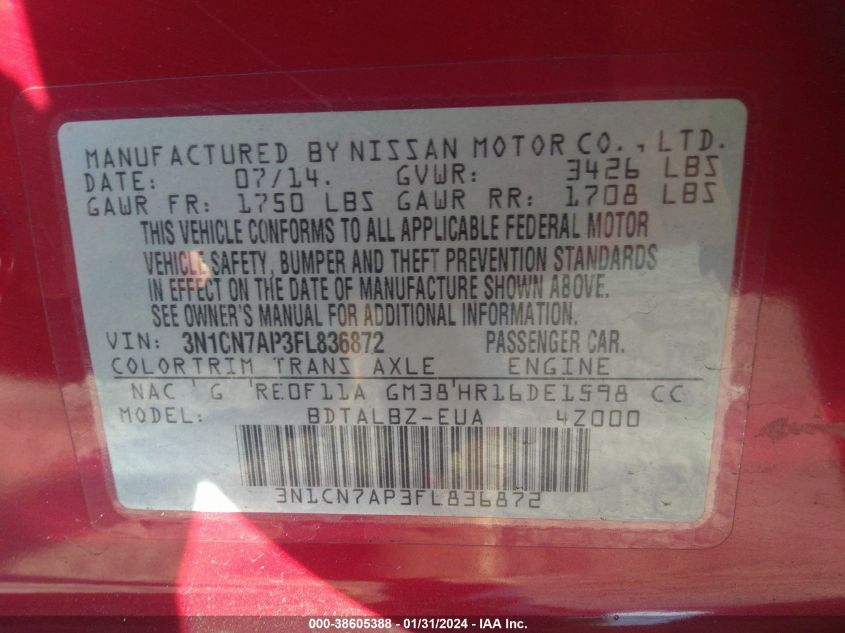 MANUFACTURED BY NISSAN MOTOR CO., LTD.
DATE: 07/14. GVWR: 3426 LBS
GAWR FR: 1750 LBS GAWR RR: 1708 LBS
THIS VEHICLE CONFORMS TO ALL APPLICABLE FEDERAL MOTOR
VEHICLE SAFETY, BUMPER AND THEFT PREVENTION STANDARDS
IN EFFECT ON THE DATE OF MANUFACTURE SHOWN ABOVE.
SEE OWNER'S MANUAL FOR ADDITIONAL INFORMATION.
VIN: 3N1CN7AP3FL836872 PASSENGER CAR.
COLOR TRIM TRANS AXLE ENGINE
NAC ' G 'RE0F11A GM38'HR16DE1598 CC
MODEL: BDTALBZ-EUA 4Z000
3N1CN7AP3FL836872
000-38605388 - 01/31/2024 - IAA Inc.